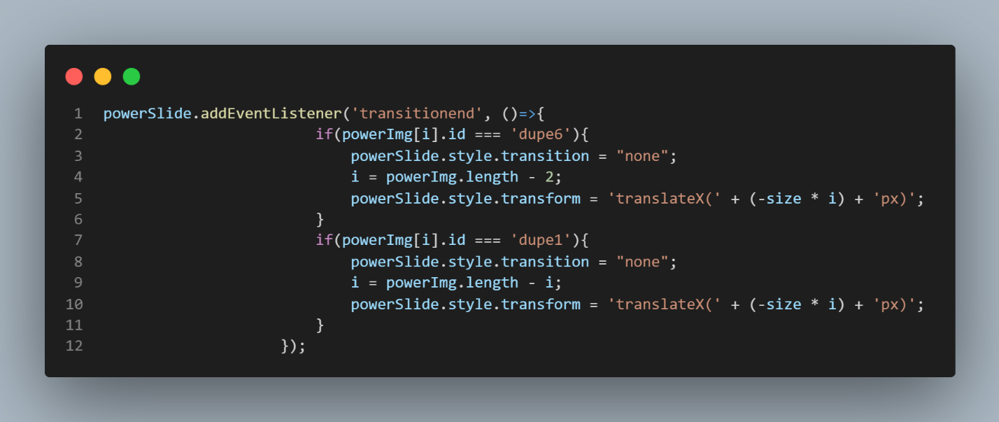 1 powerSlide.addEventListener('transitionend', ()=>{
2 if(powerImg[i].id === 'dupe6'){
3 powerSlide.style.transition = "none";
4 i = powerImg.length - 2;
5 powerSlide.style.transform = 'translateX(' + (-size * i) + 'px)';
6 }
7 if(powerImg[i].id === 'dupe1'){
8 powerSlide.style.transition = "none";
9 i = powerImg.length - i;
10 powerSlide.style.transform = 'translateX(' + (-size * i) + 'px)';
11 }
12 });